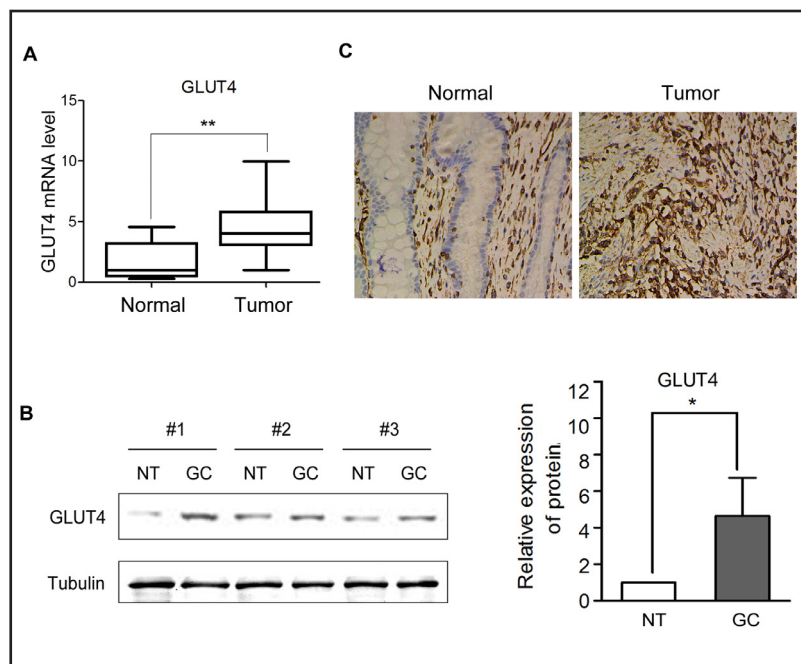 A
GLUT4
GLUT4 mRNA level
15
10
5
0
**
Normal
Tumor
C
Normal
Tumor
B
#1
#2
#3
NT
GC
NT
GC
NT
GC
GLUT4
Tubulin
GLUT4
Relative expression
of protein.
12
10
8
6
4
2
0
*
NT
GC